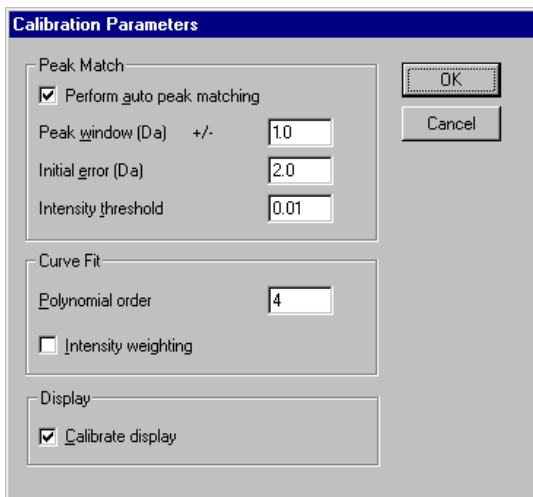 Calibration Parameters
Peak Match
Perform auto peak matching
Peak window (Da) +/- 1.0
Initial error (Da) 2.0
Intensity threshold 0.01
OK
Cancel
Curve Fit
Polynomial order 4
Intensity weighting
Display
Calibrate display